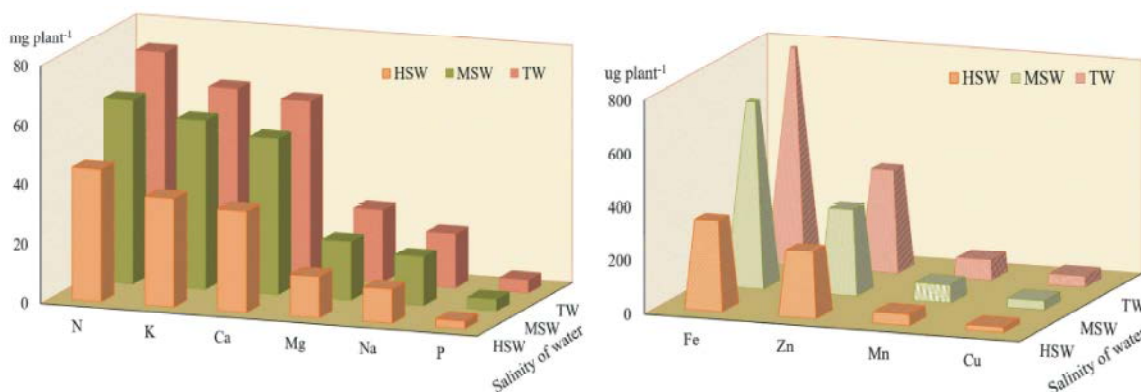 mg plant⁻¹
80
60
40
20
0
HSW MSW TW
N K Ca Mg Na P
HSW
MSW
TW
Salinity of water
ug plant⁻¹
800
600
400
200
0
HSW MSW TW
Fe Zn Mn Cu
HSW
MSW
TW
Salinity of water